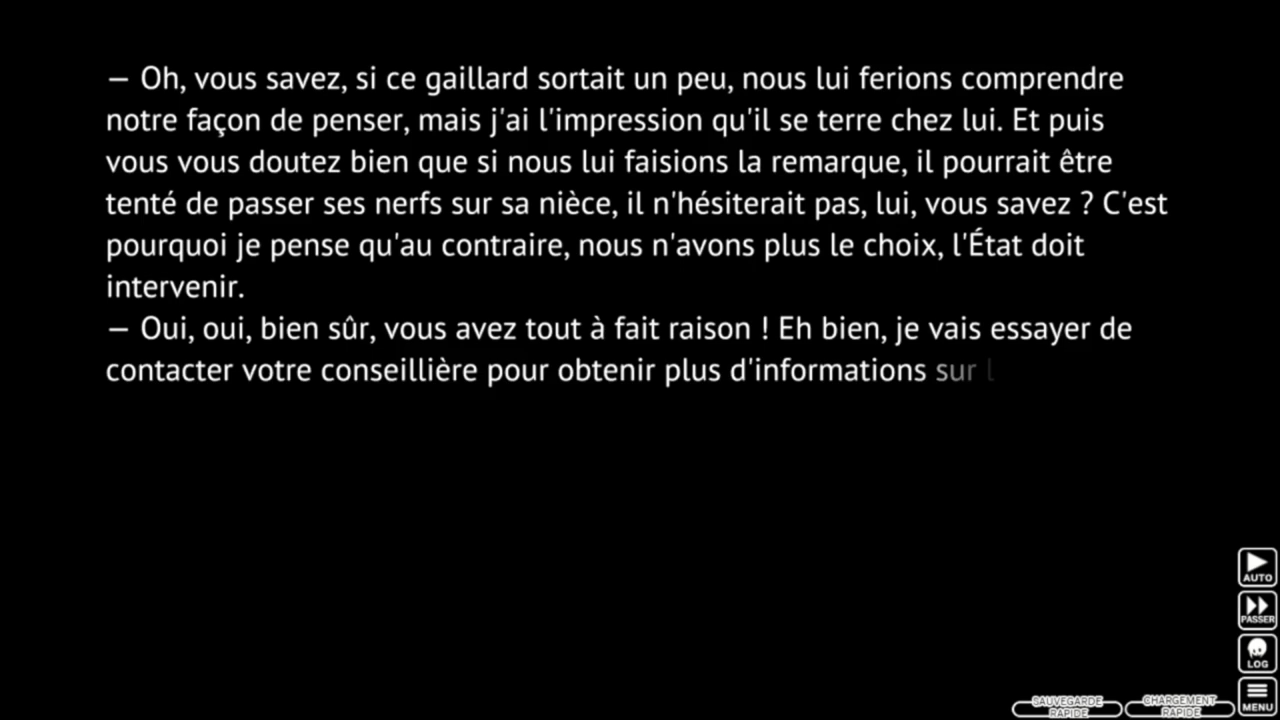 — Oh, vous savez, si ce gaillard sortait un peu, nous lui ferions comprendre
notre façon de penser, mais j'ai l'impression qu'il se terre chez lui. Et puis
vous vous doutez bien que si nous lui faisions la remarque, il pourrait être
tenté de passer ses nerfs sur sa nièce, il n'hésiterait pas, lui, vous savez ? C'est
pourquoi je pense qu'au contraire, nous n'avons plus le choix, l'État doit
intervenir.
— Oui, oui, bien sûr, vous avez tout à fait raison ! Eh bien, je vais essayer de
contacter votre conseillière pour obtenir plus d'informations sur l
AUTO
PASSER
LOG
MENU
SAUVEGARDE
RAPIDE
CHARGEMENT
RAPIDE